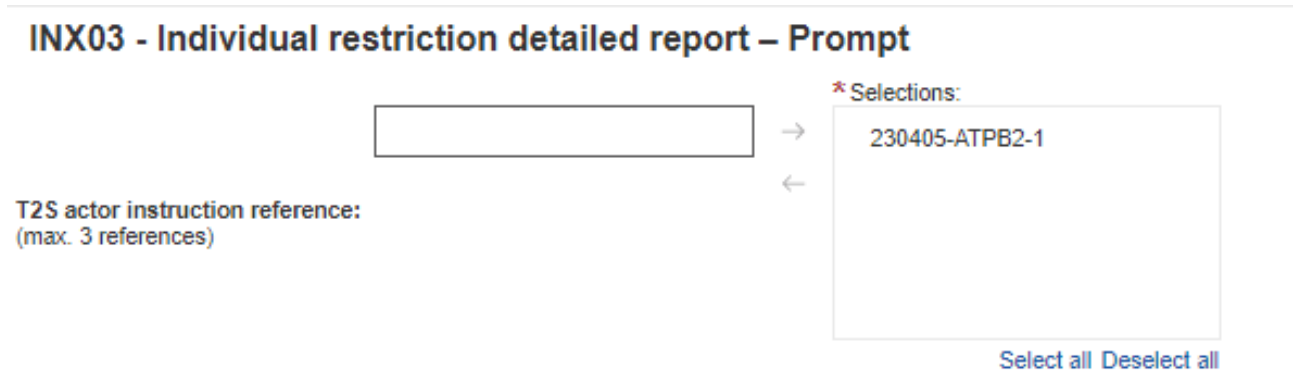 INX03 - Individual restriction detailed report – Prompt
* Selections:
→
230405-ATPB2-1
←
T2S actor instruction reference:
(max. 3 references)
Select all Deselect all